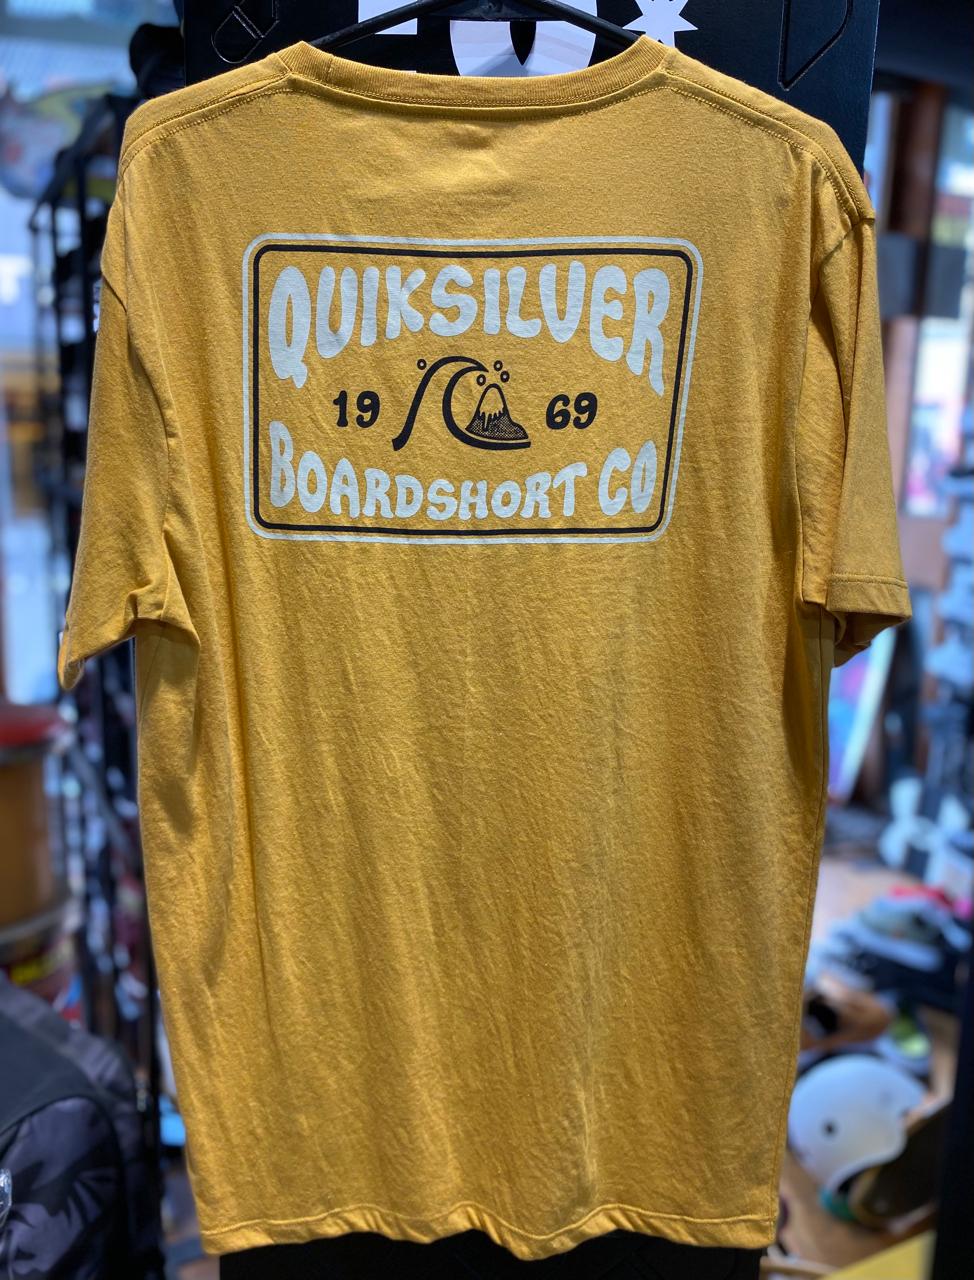 QUIKSILVER
19 69
BOARDSHORT CO